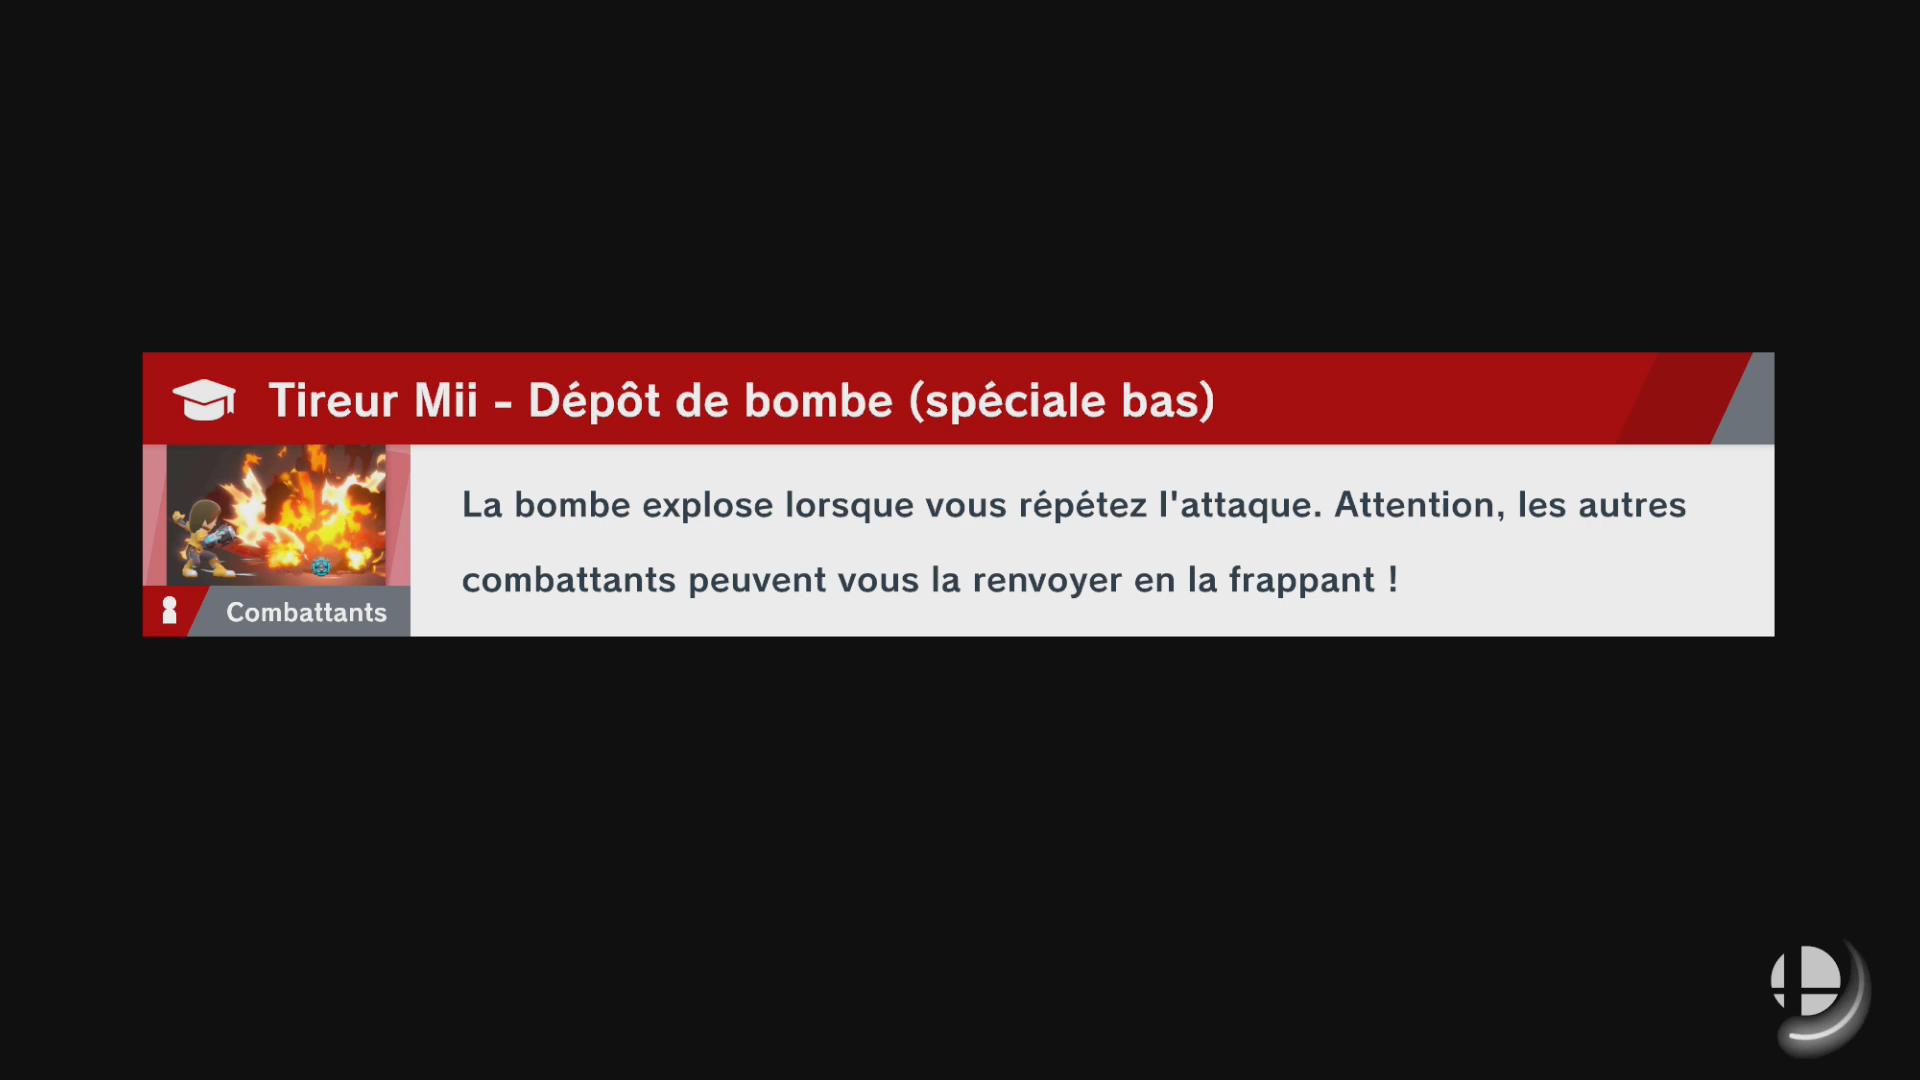 Tireur Mii - Dépôt de bombe (spéciale bas)
La bombe explose lorsque vous répétez l'attaque. Attention, les autres
combattants peuvent vous la renvoyer en la frappant !
Combattants